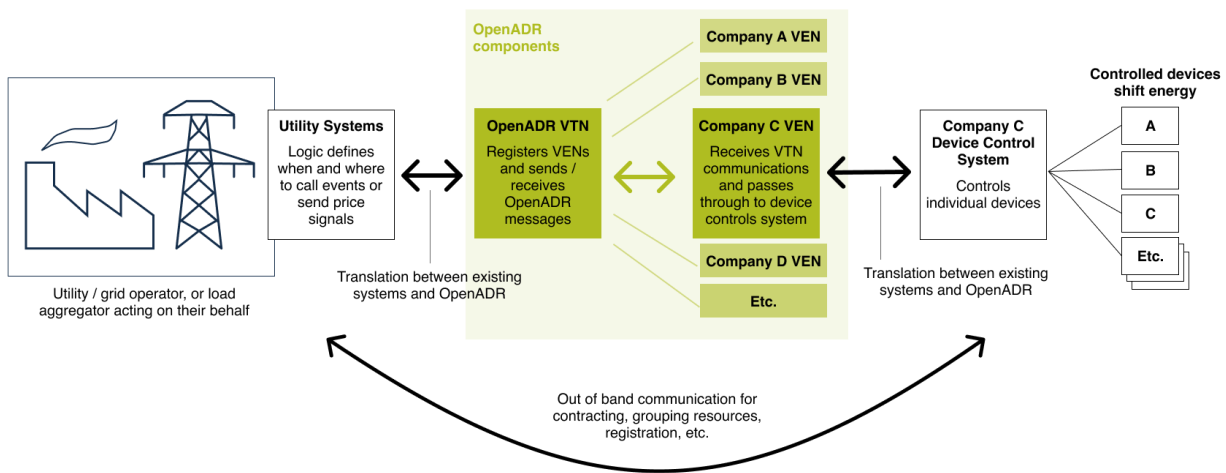 OpenADR
components
Company A VEN
Company B VEN
Utility Systems
Logic defines
when and where
to call events or
send price
signals
OpenADR VTN
Registers VENs
and sends /
receives
OpenADR
messages
Company C VEN
Receives VTN
communications
and passes
through to device
controls system
Company D VEN
Etc.
Company C
Device Control
System
Controls
individual devices
Controlled devices
shift energy
A
B
C
Etc.
Translation between existing
systems and OpenADR
Translation between existing
systems and OpenADR
Utility / grid operator, or load
aggregator acting on their behalf
Out of band communication for
contracting, grouping resources,
registration, etc.